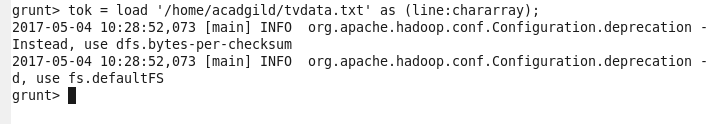 grunt> tok = load '/home/acadgild/tvdata.txt' as (line:chararray);
2017-05-04 10:28:52,073 [main] INFO  org.apache.hadoop.conf.Configuration.deprecation -
Instead, use dfs.bytes-per-checksum
2017-05-04 10:28:52,073 [main] INFO  org.apache.hadoop.conf.Configuration.deprecation -
d, use fs.defaultFS
grunt>